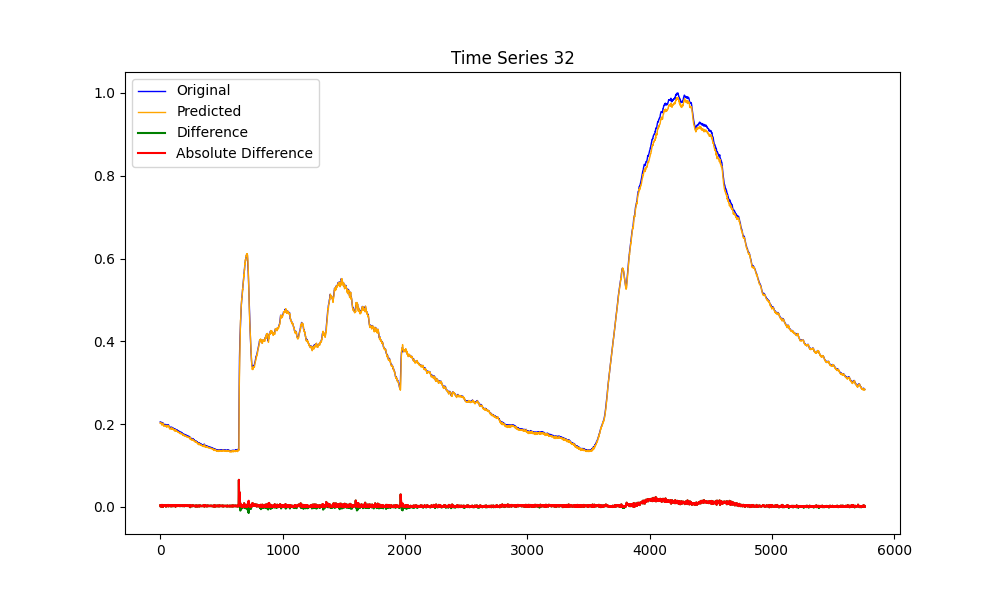 Time Series 32
Original
Predicted
Difference
Absolute Difference
1.0
0.8
0.6
0.4
0.2
0.0
0 1000 2000 3000 4000 5000 6000